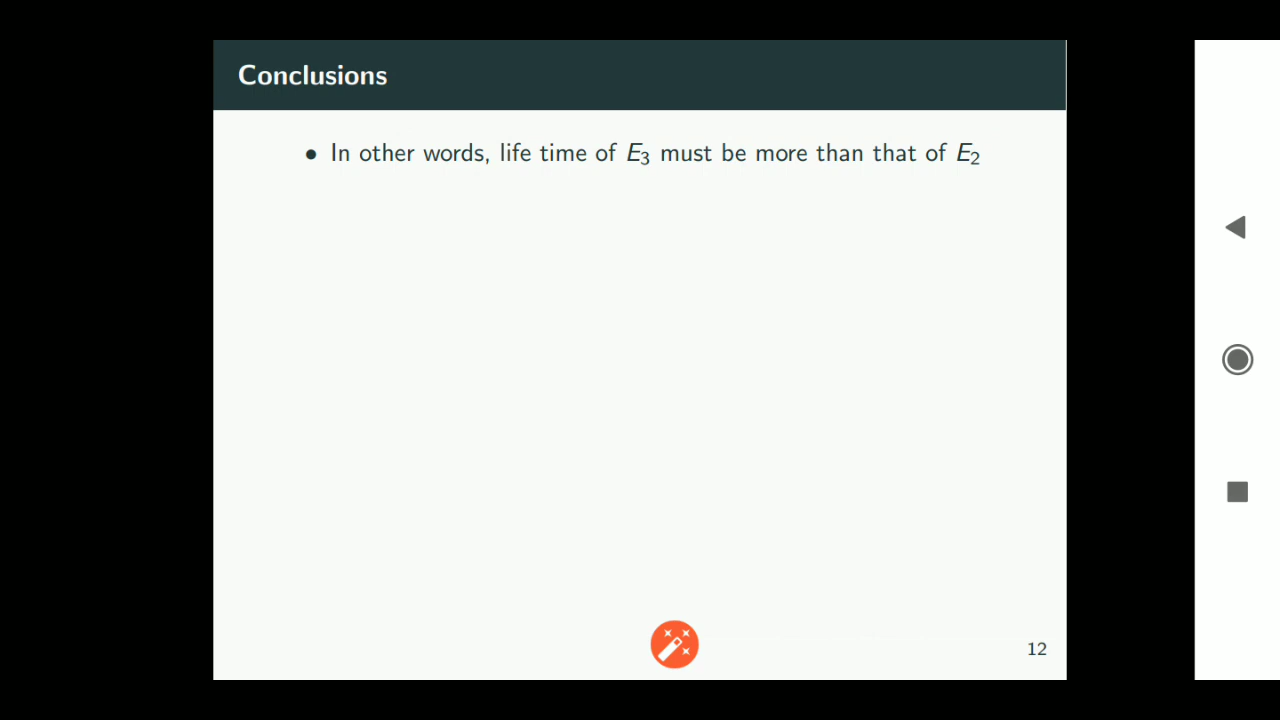 Conclusions
• In other words, life time of E₃ must be more than that of E₂
12